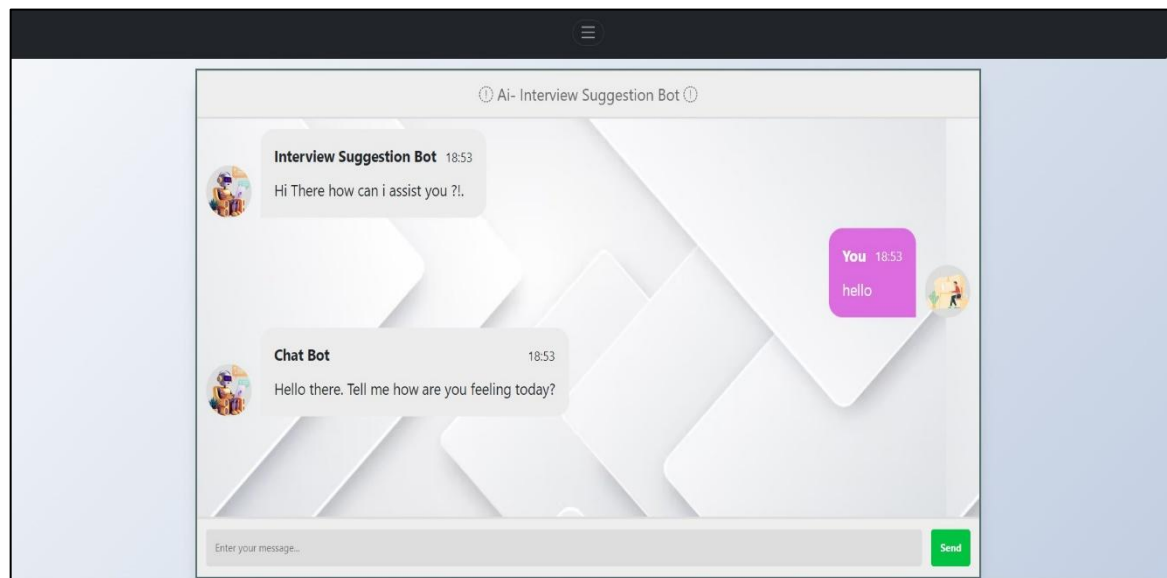 Ai- Interview Suggestion Bot
Interview Suggestion Bot 18:53
Hi There how can i assist you ?!.
You 18:53
hello
Chat Bot 18:53
Hello there. Tell me how are you feeling today?
Enter your message...
Send